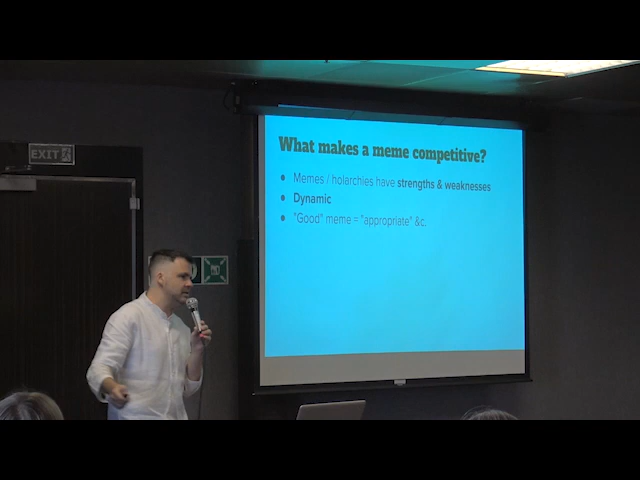 EXIT
What makes a meme competitive?
Memes / holarchies have strengths & weaknesses
Dynamic
"Good" meme = "appropriate" &c.